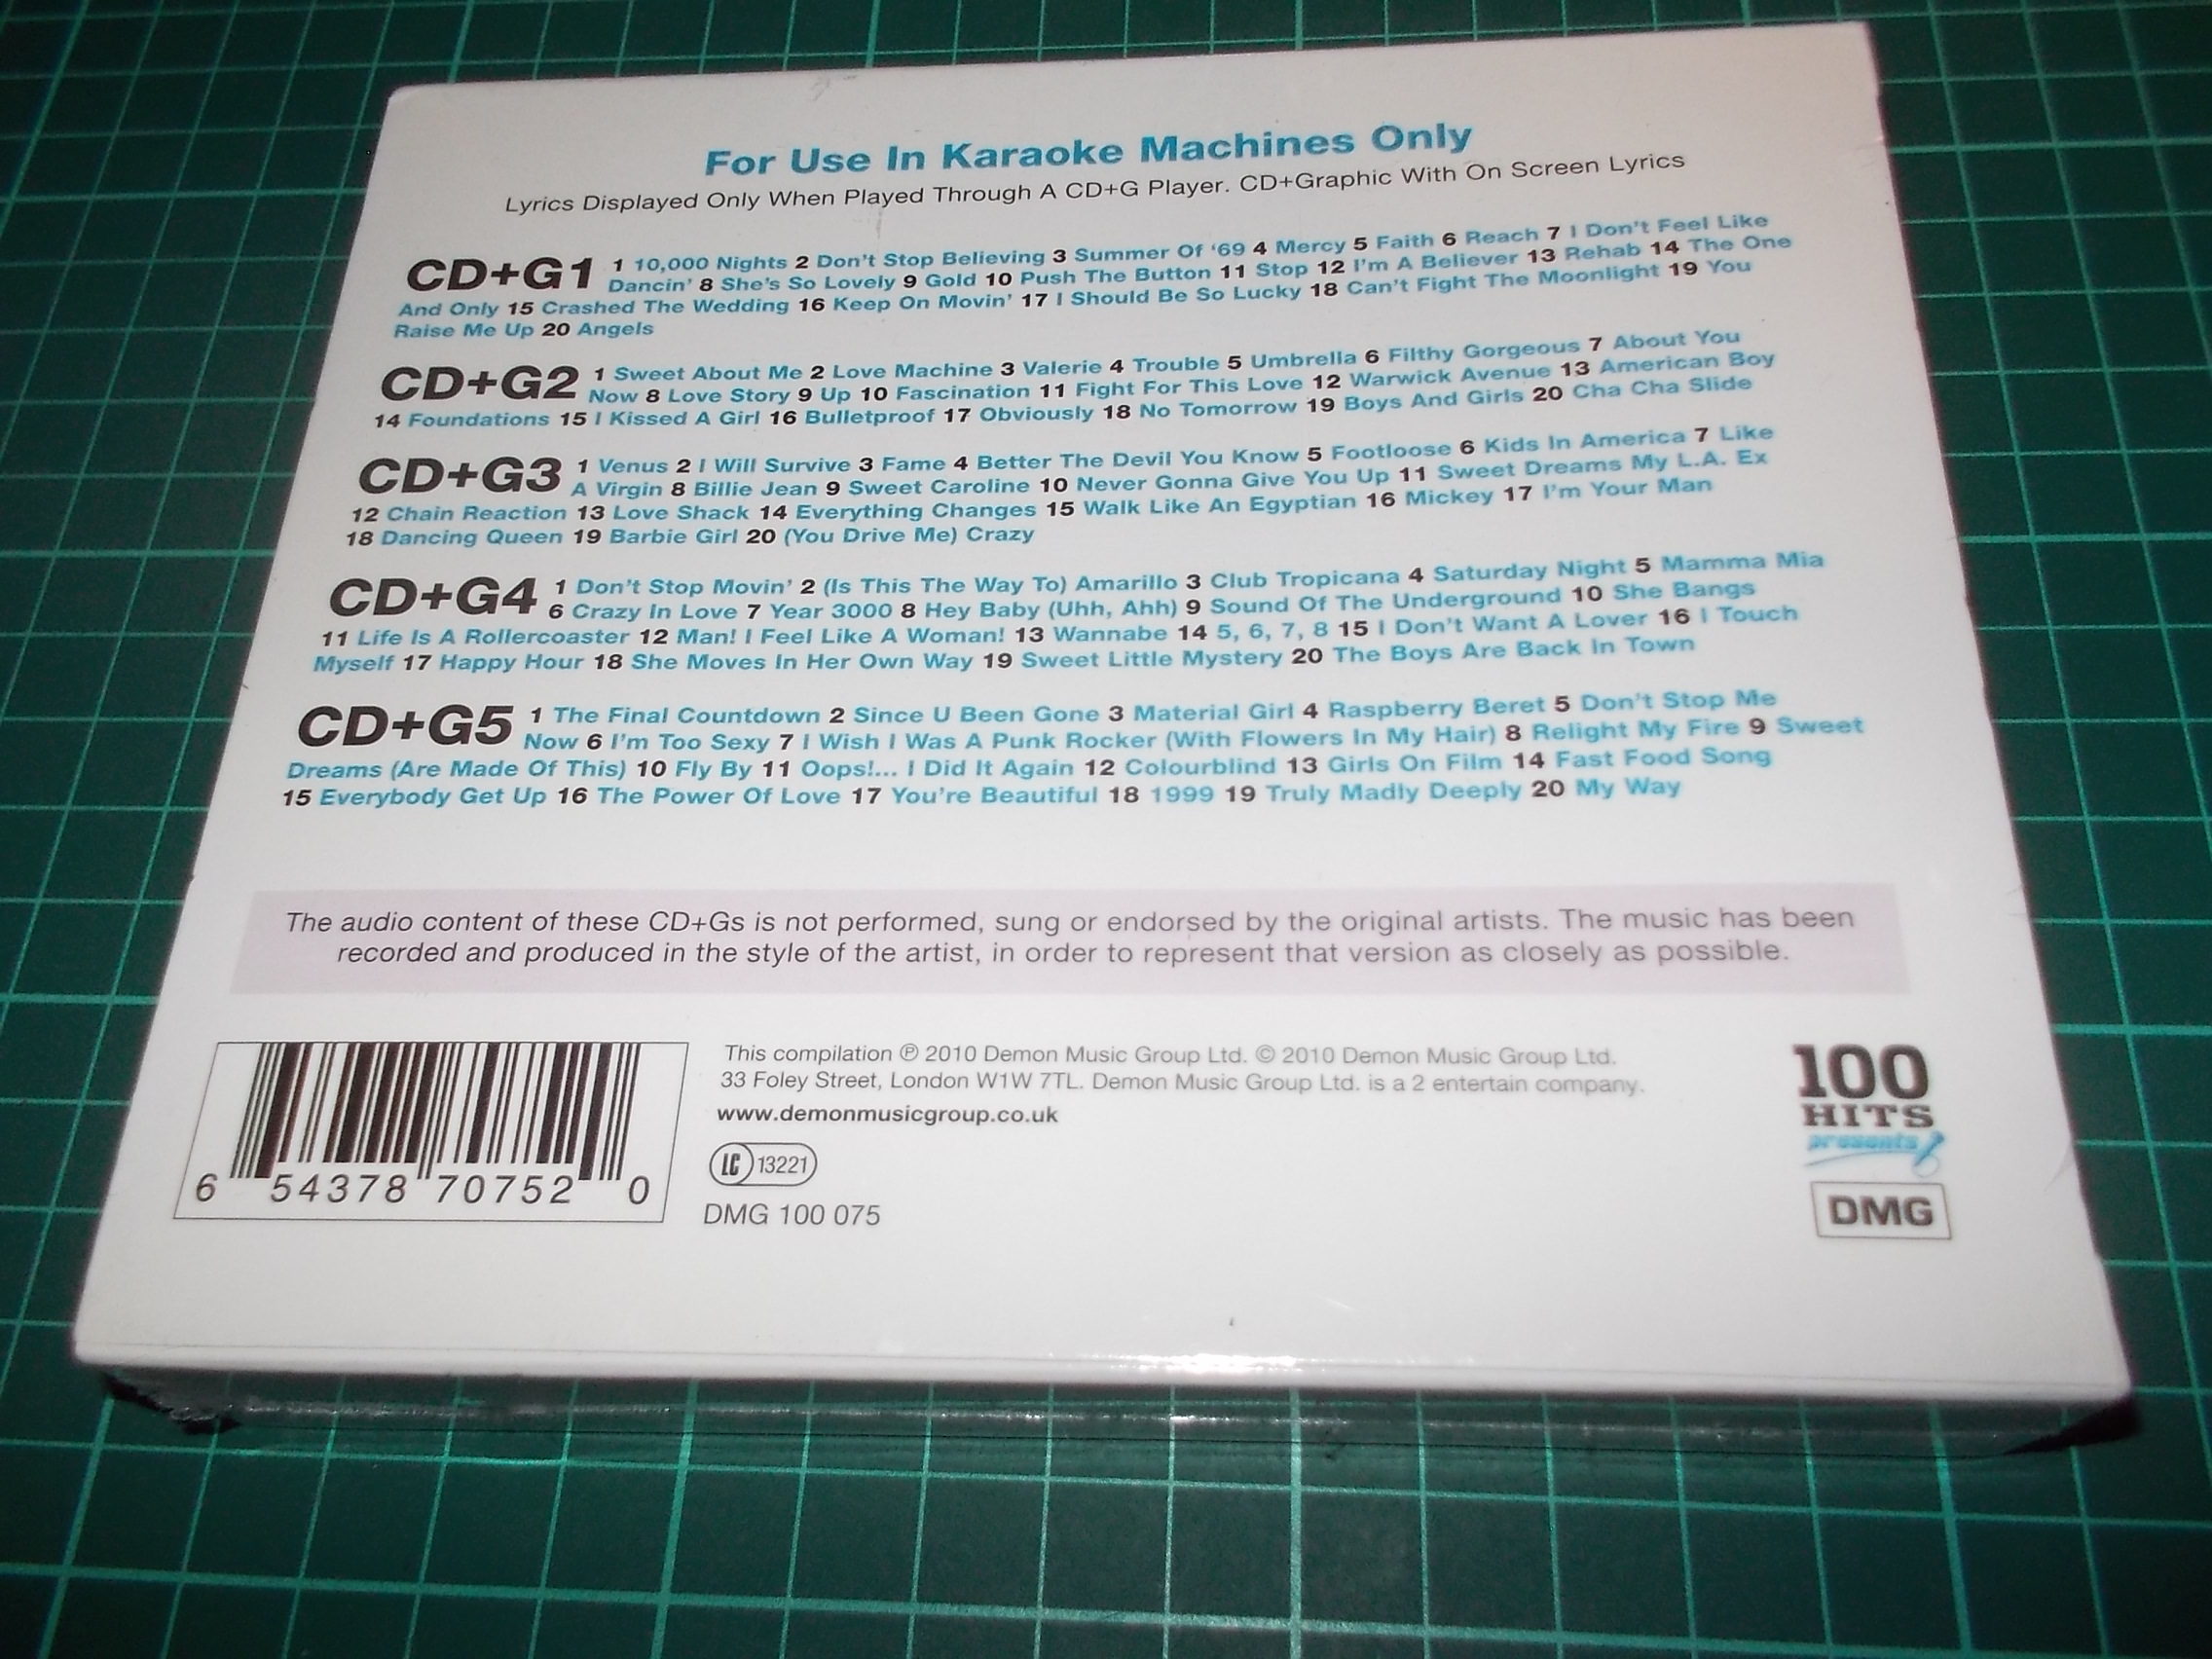 For Use In Karaoke Machines Only
Lyrics Displayed Only When Played Through A CD+G Player. CD+Graphic With On Screen Lyrics
CD+G1 1 10,000 Nights 2 Don't Stop Believing 3 Summer Of '69 4 Mercy 5 Faith 6 Reach 7 I Don't Feel Like
Dancin' 8 She's So Lovely 9 Gold 10 Push The Button 11 Stop 12 I'm A Believer 13 Rehab 14 The One
And Only 15 Crashed The Wedding 16 Keep On Movin' 17 I Should Be So Lucky 18 Can't Fight The Moonlight 19 You
Raise Me Up 20 Angels
CD+G2 1 Sweet About Me 2 Love Machine 3 Valerie 4 Trouble 5 Umbrella 6 Filthy Gorgeous 7 About You
Now 8 Love Story 9 Up 10 Fascination 11 Fight For This Love 12 Warwick Avenue 13 American Boy
14 Foundations 15 I Kissed A Girl 16 Bulletproof 17 Obviously 18 No Tomorrow 19 Boys And Girls 20 Cha Cha Slide
CD+G3 1 Venus 2 I Will Survive 3 Fame 4 Better The Devil You Know 5 Footloose 6 Kids In America 7 Like
A Virgin 8 Billie Jean 9 Sweet Caroline 10 Never Gonna Give You Up 11 Sweet Dreams My L.A. Ex
12 Chain Reaction 13 Love Shack 14 Everything Changes 15 Walk Like An Egyptian 16 Mickey 17 I'm Your Man
18 Dancing Queen 19 Barbie Girl 20 (You Drive Me) Crazy
CD+G4 1 Don't Stop Movin' 2 (Is This The Way To) Amarillo 3 Club Tropicana 4 Saturday Night 5 Mamma Mia
6 Crazy In Love 7 Year 3000 8 Hey Baby (Uhh, Ahh) 9 Sound Of The Underground 10 She Bangs
11 Life Is A Rollercoaster 12 Man! I Feel Like A Woman! 13 Wannabe 14 5, 6, 7, 8 15 I Don't Want A Lover 16 I Touch
Myself 17 Happy Hour 18 She Moves In Her Own Way 19 Sweet Little Mystery 20 The Boys Are Back In Town
CD+G5 1 The Final Countdown 2 Since U Been Gone 3 Material Girl 4 Raspberry Beret 5 Don't Stop Me
Now 6 I'm Too Sexy 7 I Wish I Was A Punk Rocker (With Flowers In My Hair) 8 Relight My Fire 9 Sweet
Dreams (Are Made Of This) 10 Fly By 11 Oops!... I Did It Again 12 Colourblind 13 Girls On Film 14 Fast Food Song
15 Everybody Get Up 16 The Power Of Love 17 You're Beautiful 18 1999 19 Truly Madly Deeply 20 My Way
The audio content of these CD+Gs is not performed, sung or endorsed by the original artists. The music has been
recorded and produced in the style of the artist, in order to represent that version as closely as possible.
6 54378 70752 0
This compilation ℗ 2010 Demon Music Group Ltd. © 2010 Demon Music Group Ltd.
33 Foley Street, London W1W 7TL. Demon Music Group Ltd. is a 2 entertain company.
www.demonmusicgroup.co.uk
LC 13221
DMG 100 075
100
HITS
presents
DMG